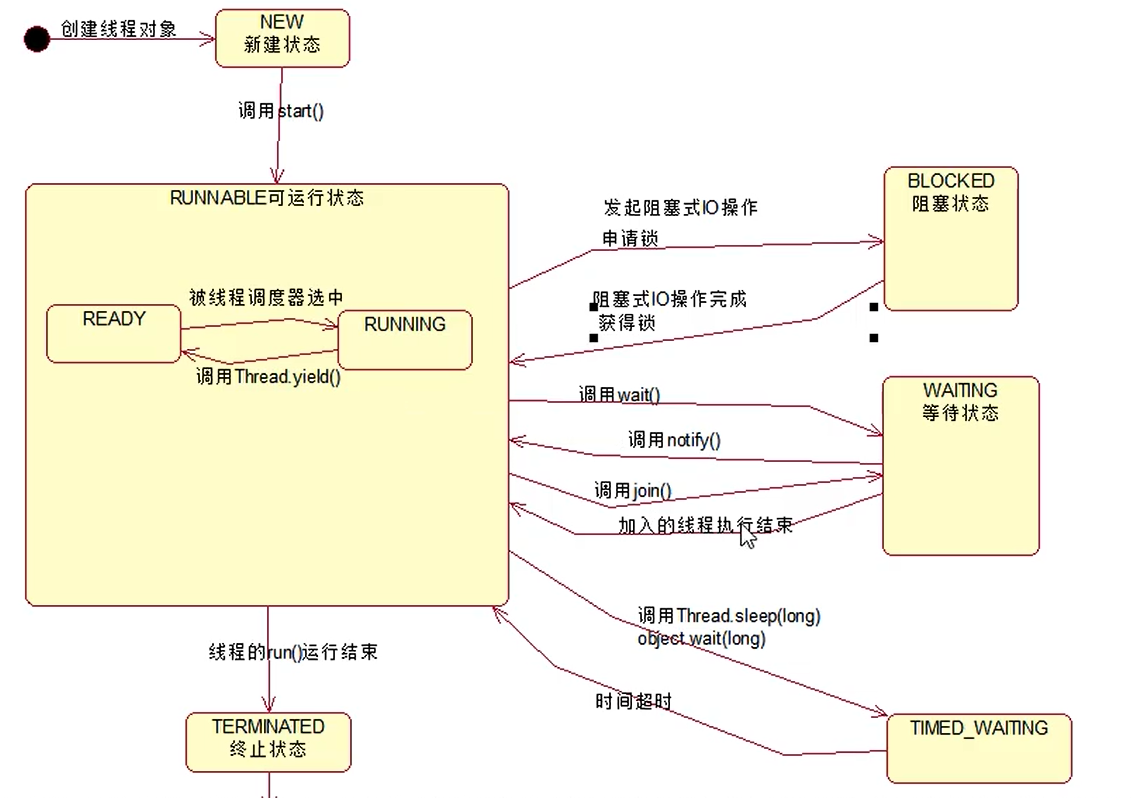 创建线程对象
NEW
新建状态
调用start()
RUNNABLE可运行状态
被线程调度器选中
READY
RUNNING
调用Thread.yield()
发起阻塞式IO操作
申请锁
BLOCKED
阻塞状态
阻塞式IO操作完成
获得锁
调用wait()
WAITING
等待状态
调用notify()
调用join()
加入的线程执行结束
调用Thread.sleep(long)
object.wait(long)
时间超时
TIMED_WAITING
线程的run()运行结束
TERMINATED
终止状态